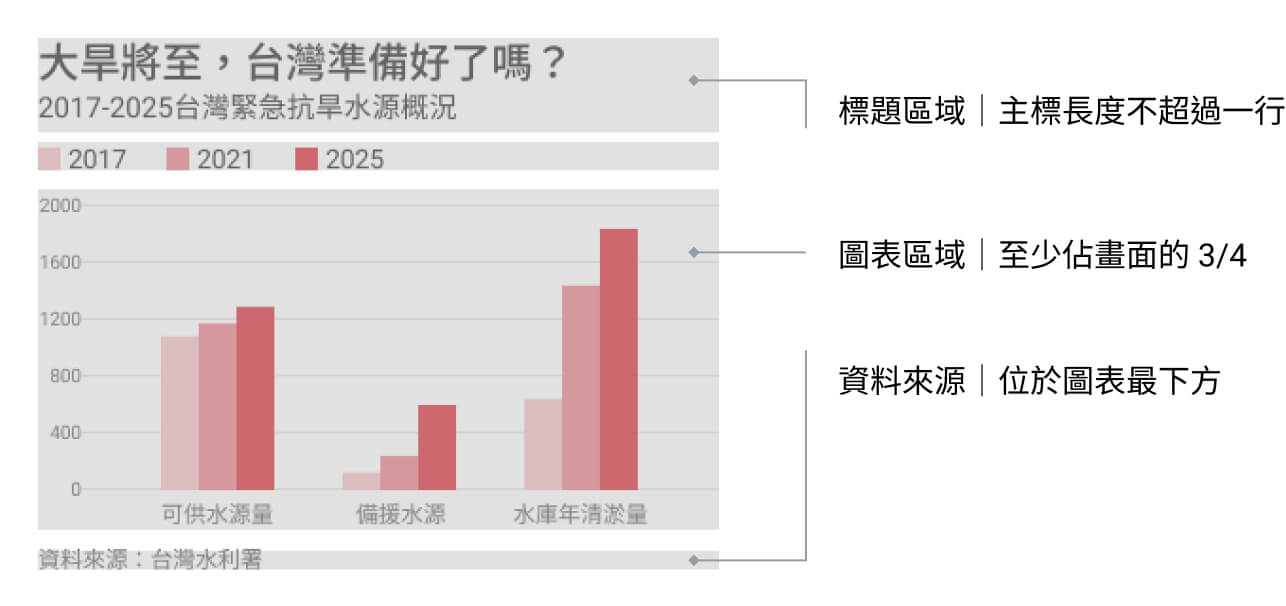 大旱將至，台灣準備好了嗎？
2017-2025台灣緊急抗旱水源概況
標題區域｜主標長度不超過一行
2017 2021 2025
2000
1600
1200
800
400
0
可供水源量 備援水源 水庫年清淤量
圖表區域｜至少佔畫面的 3/4
資料來源｜位於圖表最下方
資料來源：台灣水利署